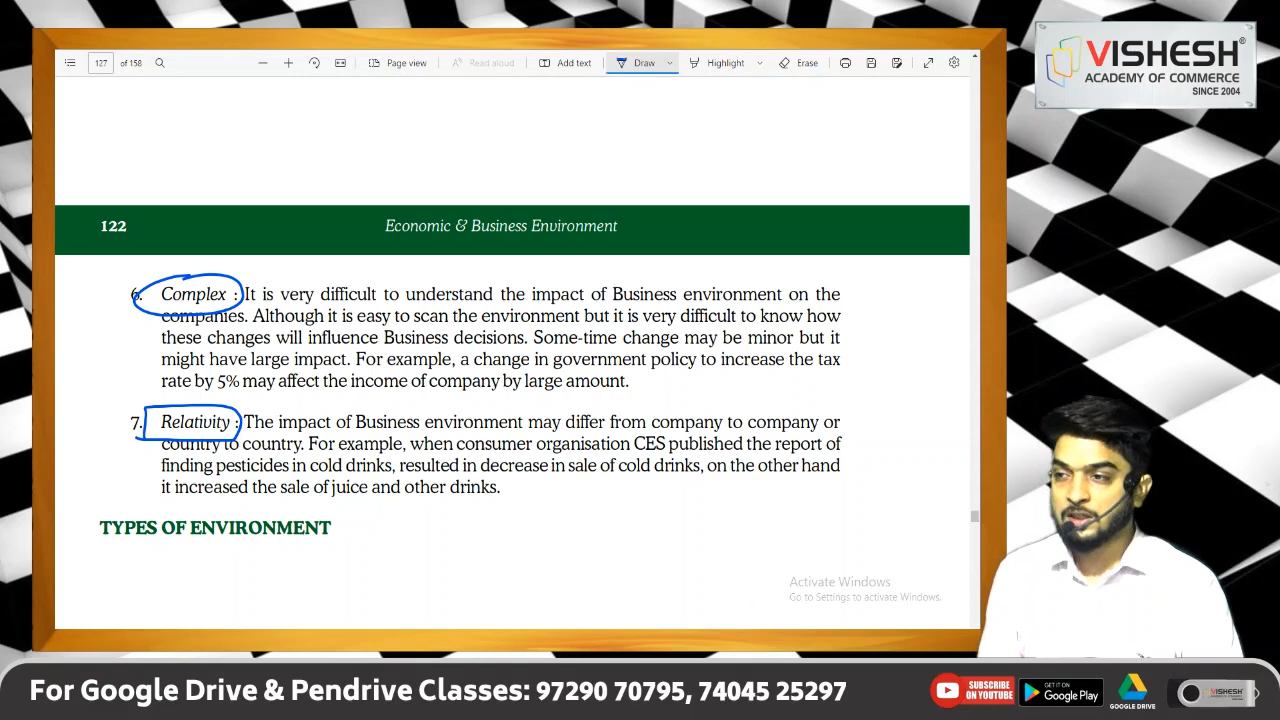 VISHESH®
ACADEMY OF COMMERCE
SINCE 2004
127 of 158 Page view Read aloud Add text Draw Highlight Erase
122 Economic & Business Environment
6. Complex : It is very difficult to understand the impact of Business environment on the
companies. Although it is easy to scan the environment but it is very difficult to know how
these changes will influence Business decisions. Some-time change may be minor but it
might have large impact. For example, a change in government policy to increase the tax
rate by 5% may affect the income of company by large amount.
7. Relativity : The impact of Business environment may differ from company to company or
country to country. For example, when consumer organisation CES published the report of
finding pesticides in cold drinks, resulted in decrease in sale of cold drinks, on the other hand
it increased the sale of juice and other drinks.
TYPES OF ENVIRONMENT
Activate Windows
Go to Settings to activate Windows.
For Google Drive & Pendrive Classes: 97290 70795, 74045 25297
SUBSCRIBE
ON YOUTUBE
GET IT ON
Google Play
GOOGLE DRIVE
VISHESH